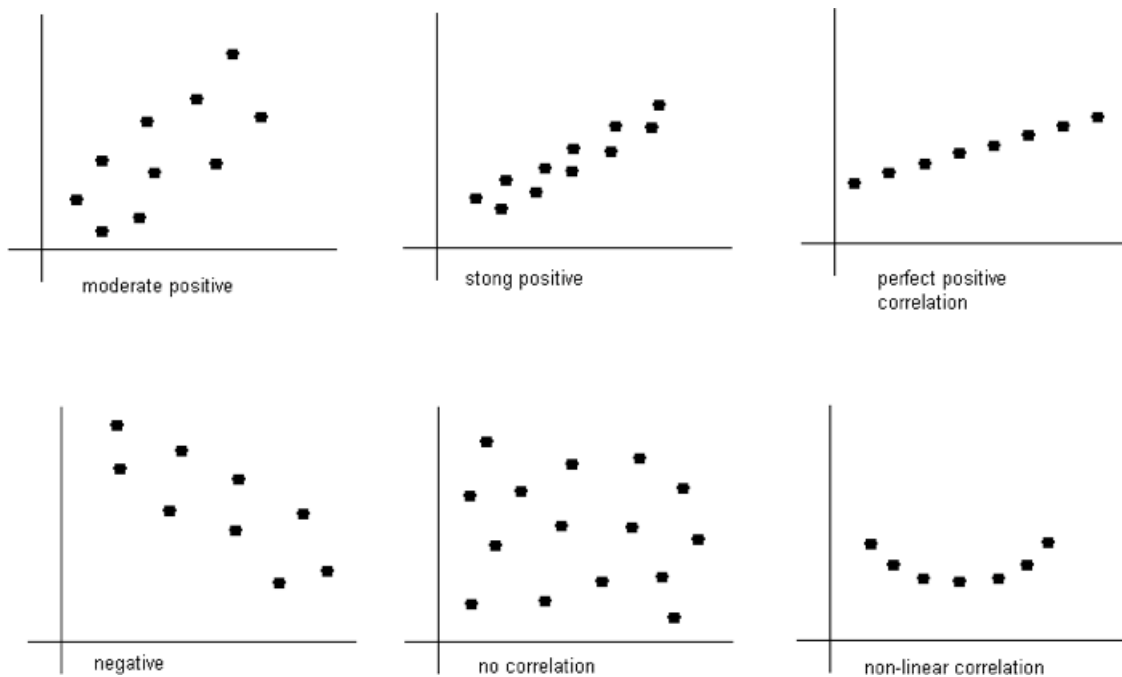 moderate positive
stong positive
perfect positive
correlation
negative
no correlation
non-linear correlation